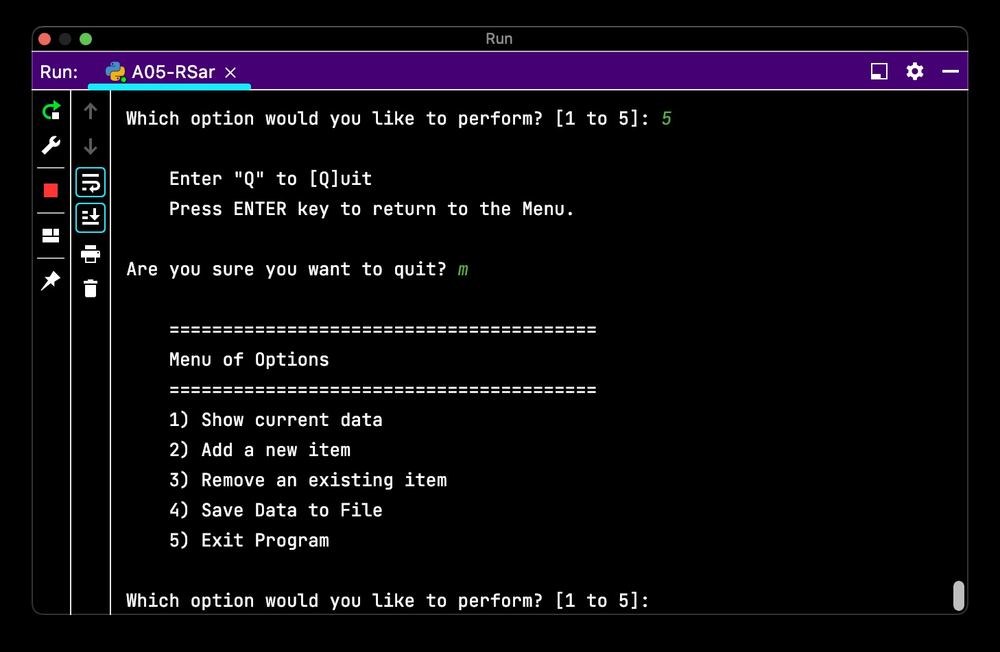 Run
Run: A05-RSar
Which option would you like to perform? [1 to 5]: 5
Enter "Q" to [Q]uit
Press ENTER key to return to the Menu.
Are you sure you want to quit? m
========================================
Menu of Options
========================================
1) Show current data
2) Add a new item
3) Remove an existing item
4) Save Data to File
5) Exit Program
Which option would you like to perform? [1 to 5]: